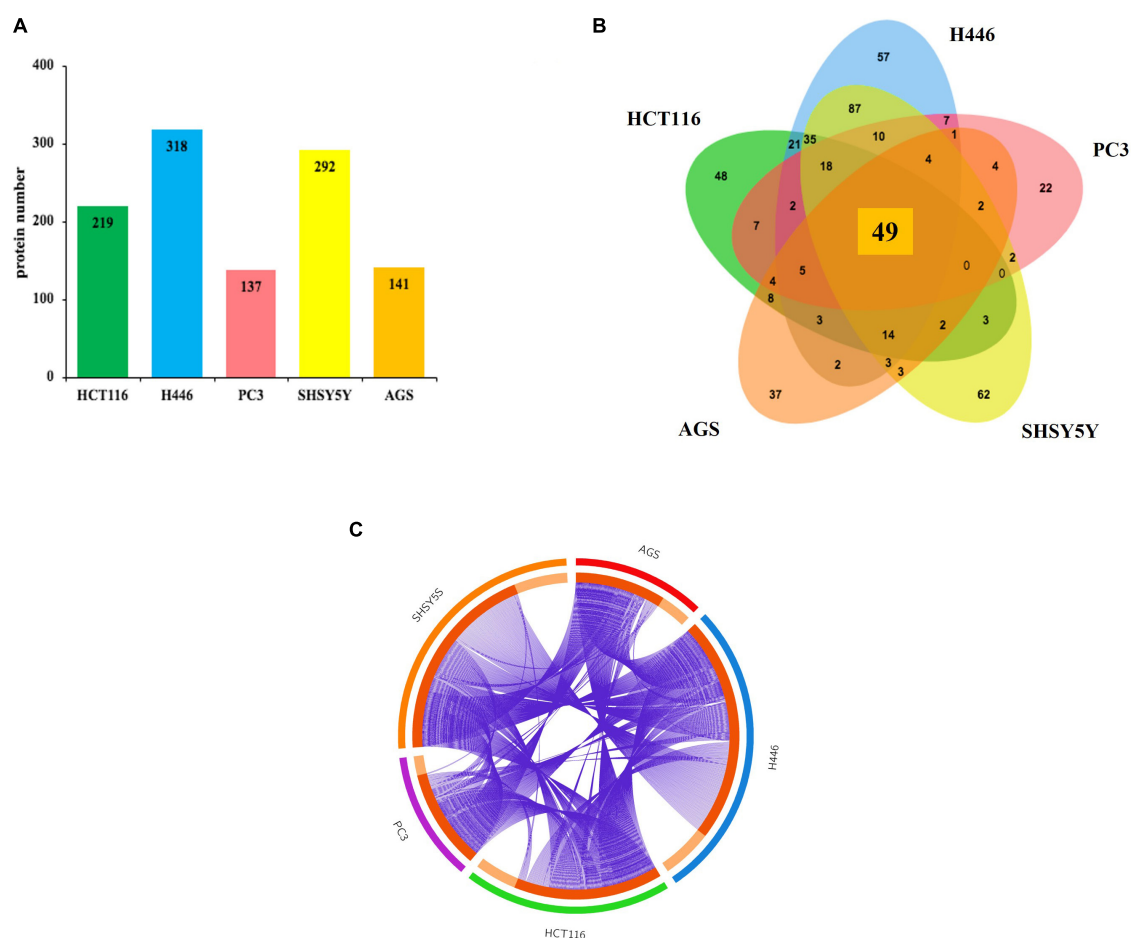 A
400
300
200
100
0
protein number
219
318
137
292
141
HCT116
H446
PC3
SHSY5Y
AGS
B
H446
HCT116
PC3
AGS
SHSY5Y
57
87
7
1
10
35
21
18
4
4
48
22
2
2
7
49
2
5
0
0
4
8
3
2
3
14
2
3
3
37
62
C
AGS
SHSY5S
H446
PC3
HCT116